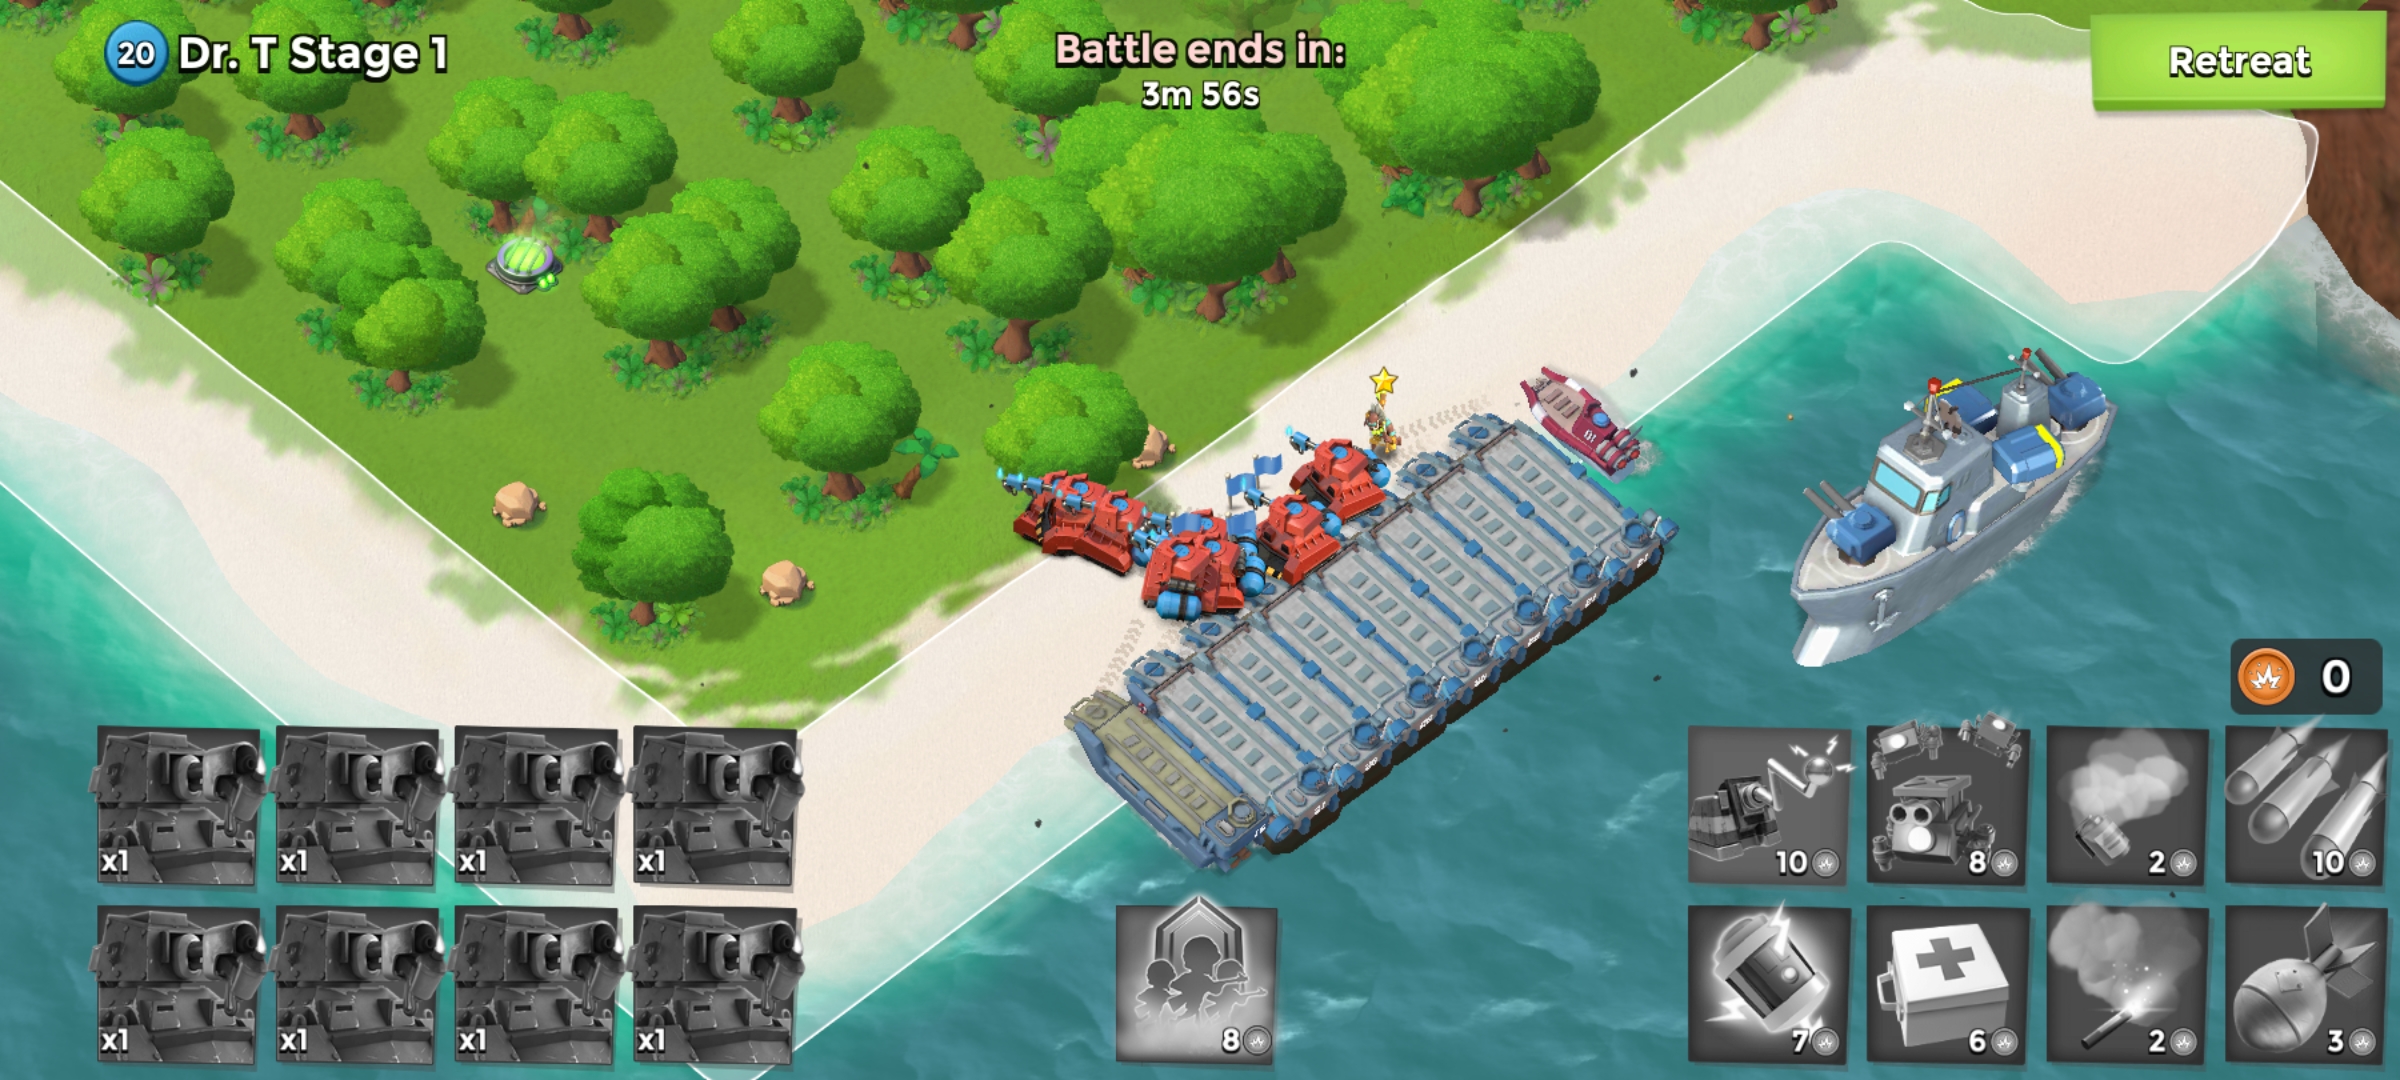 20 Dr. T Stage 1
Battle ends in:
3m 56s
Retreat
0
x1 x1 x1 x1
10 8 2 10
x1 x1 x1 x1
8
7 6 2 3